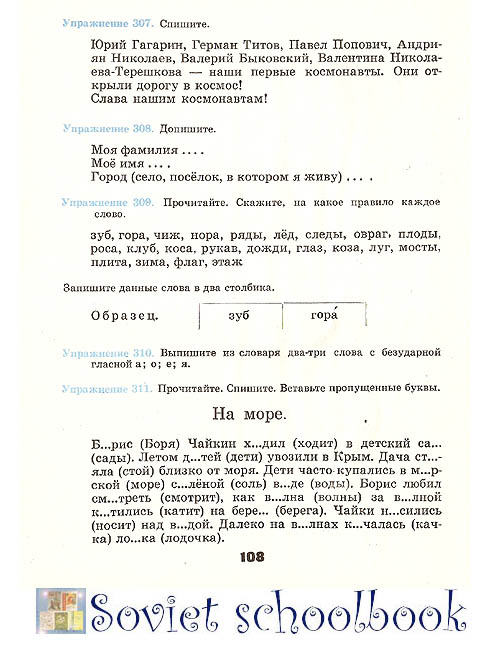 Упражнение 307. Спишите.
Юрий Гагарин, Герман Титов, Павел Попович, Андри-
ян Николаев, Валерий Быковский, Валентина Никола-
ева-Терешкова — наши первые космонавты. Они от-
крыли дорогу в космос!
Слава нашим космонавтам!
Упражнение 308. Допишите.
Моя фамилия ....
Моё имя ....
Город (село, посёлок, в котором я живу) ....
Упражнение 309. Прочитайте. Скажите, на какое правило каждое
слово.
зуб, гора, чиж, нора, ряды, лёд, следы, овраг, плоды,
роса, клуб, коса, рукав, дожди, глаз, коза, луг, мосты,
плита, зима, флаг, этаж
Запишите данные слова в два столбика.
Образец. зуб гора́
Упражнение 310. Выпишите из словаря два-три слова с безударной
гласной а; о; е; я.
Упражнение 311. Прочитайте. Спишите. Вставьте пропущенные буквы.
На море.
Б...рис (Боря) Чайкин х...дил (ходит) в детский са...
(сады). Летом д...тей (дети) увозили в Крым. Дача ст...-
яла (стой) близко от моря. Дети часто купались в м...р-
ской (море) с...лёной (соль) в...де (воды). Борис любил
см...треть (смотрит), как в...лна (волны) за в...лной
к...тились (катит) на бере... (берега). Чайки н...сились
(носит) над в...дой. Далеко на в...лнах к...чалась (кач-
ка) ло...ка (лодочка).
108
Soviet schoolbook